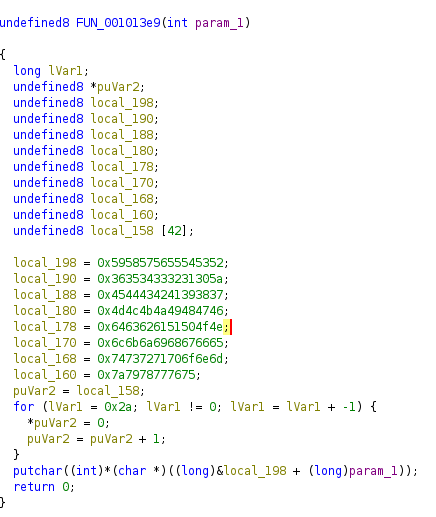 undefined8 FUN_001013e9(int param_1)
{
long lVar1;
undefined8 *puVar2;
undefined8 local_198;
undefined8 local_190;
undefined8 local_188;
undefined8 local_180;
undefined8 local_178;
undefined8 local_170;
undefined8 local_168;
undefined8 local_160;
undefined8 local_158 [42];
local_198 = 0x5958575655545352;
local_190 = 0x363534333231305a;
local_188 = 0x4544434241393837;
local_180 = 0x4d4c4b4a49484746;
local_178 = 0x6463626151504f4e;
local_170 = 0x6c6b6a6968676665;
local_168 = 0x74737271706f6e6d;
local_160 = 0x7a7978777675;
puVar2 = local_158;
for (lVar1 = 0x2a; lVar1 != 0; lVar1 = lVar1 + -1) {
*puVar2 = 0;
puVar2 = puVar2 + 1;
}
putchar((int)*(char *)((long)&local_198 + (long)param_1));
return 0;
}